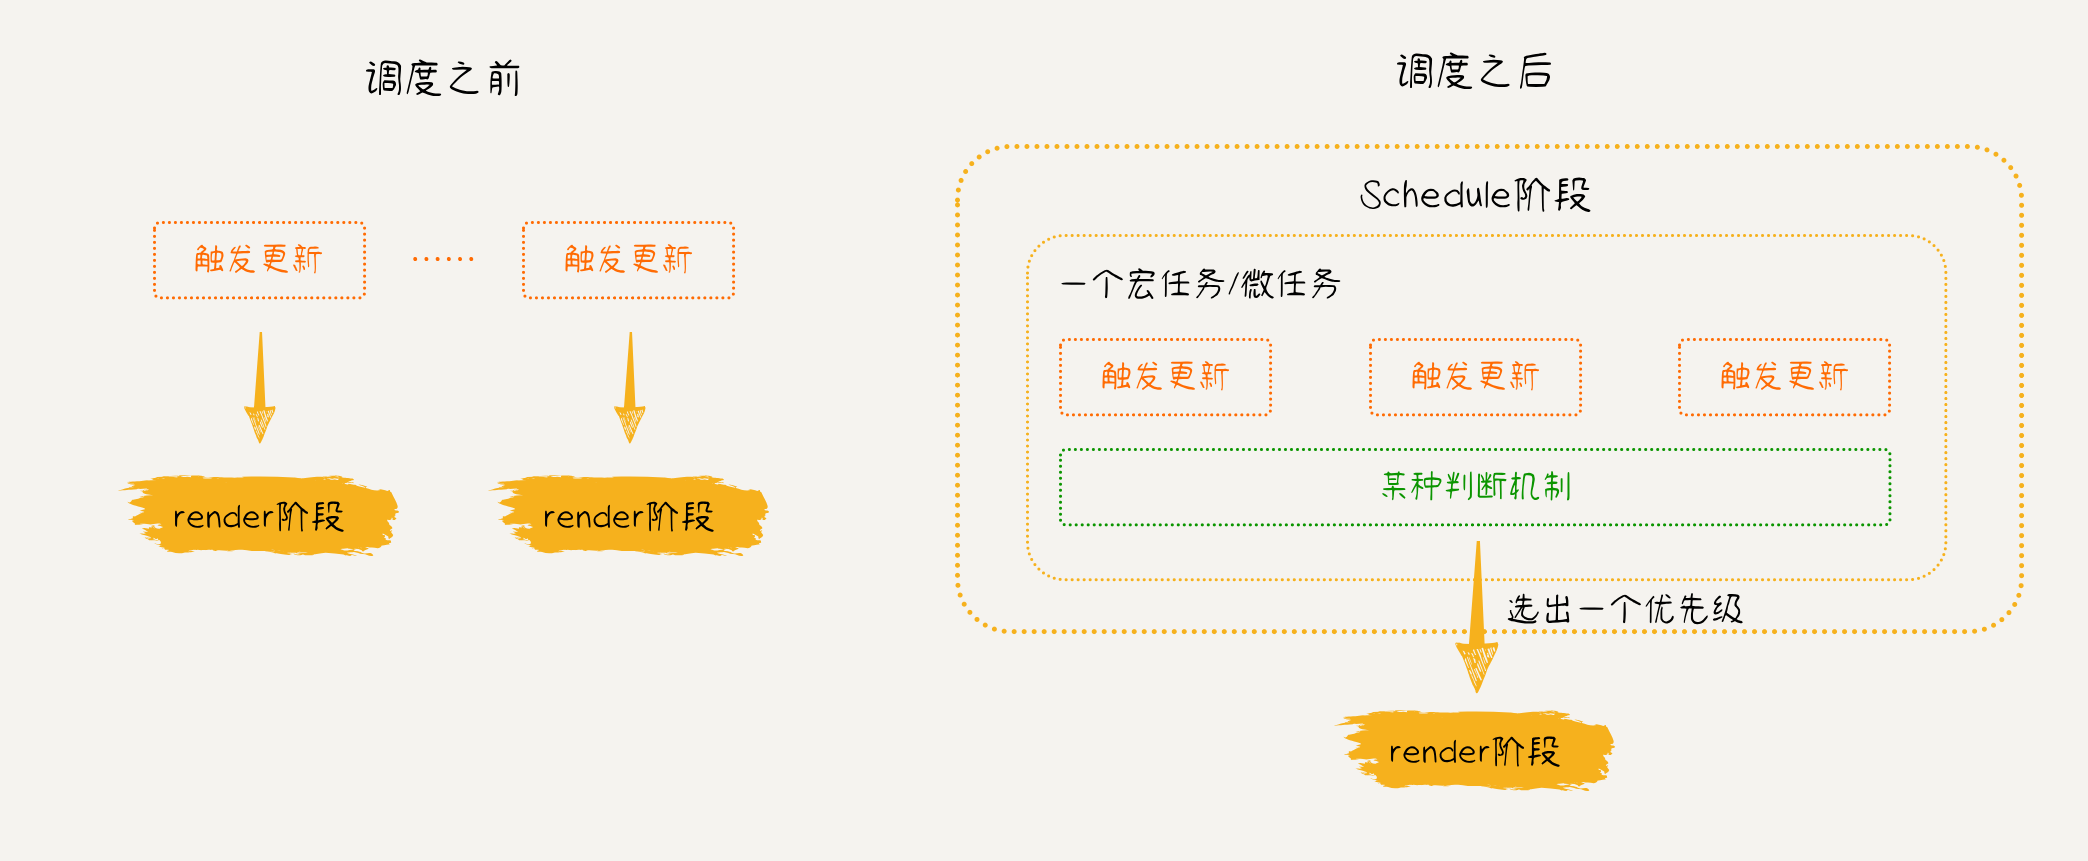 调度之前
触发更新
……
触发更新
render阶段
render阶段
调度之后
Schedule阶段
一个宏任务/微任务
触发更新
触发更新
触发更新
某种判断机制
选出一个优先级
render阶段